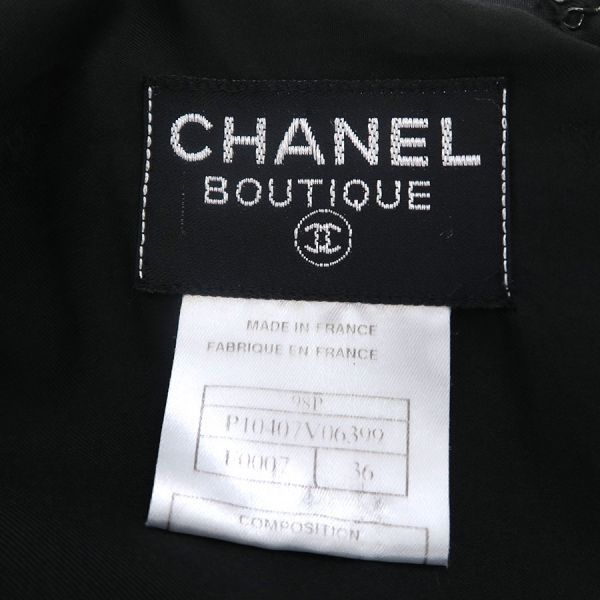 CHANEL
BOUTIQUE
MADE IN FRANCE
FABRIQUE EN FRANCE
98P
P10407V06399
36
COMPOSITION